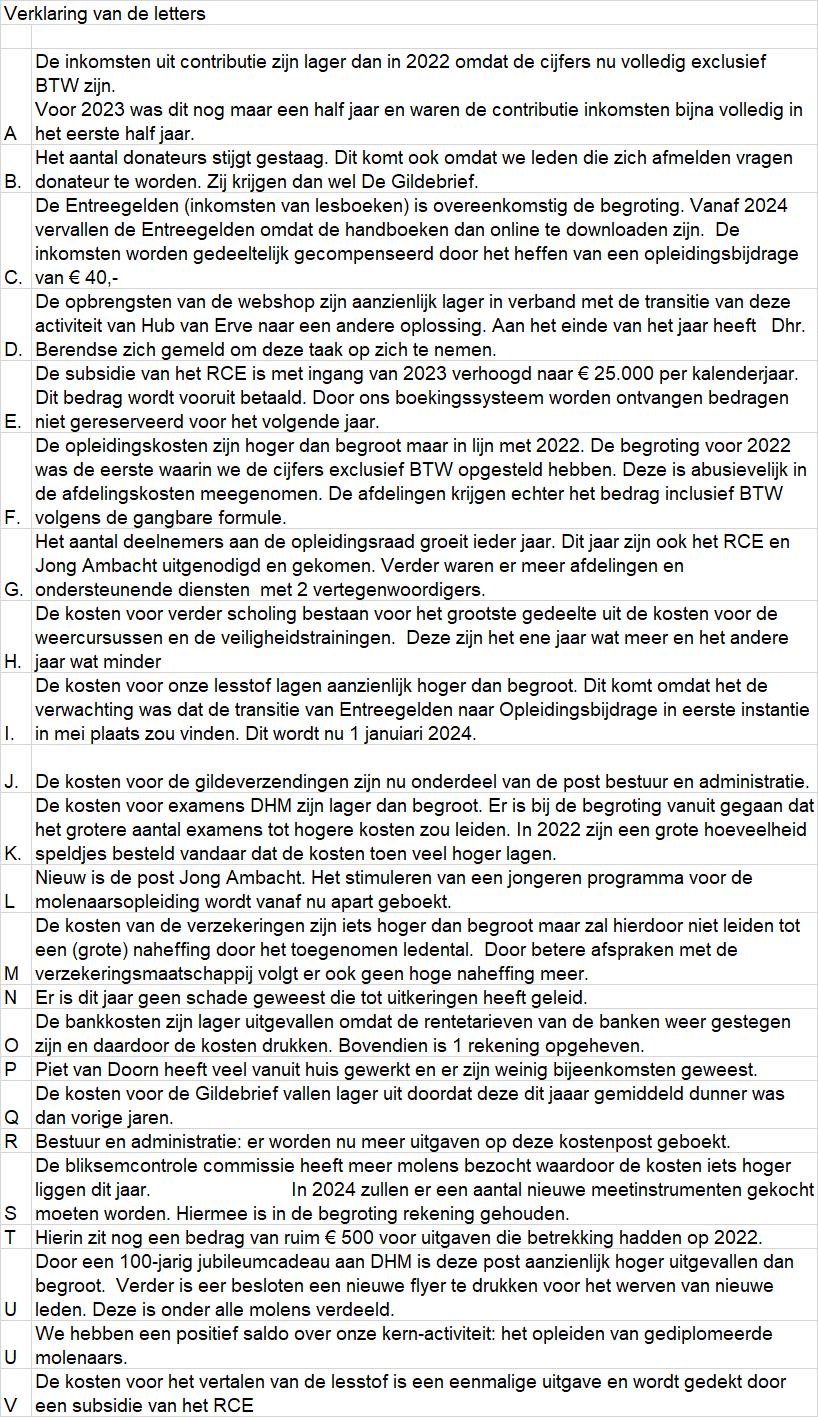 Verklaring van de letters
De inkomsten uit contributie zijn lager dan in 2022 omdat de cijfers nu volledig exclusief
BTW zijn.
Voor 2023 was dit nog maar een half jaar en waren de contributie inkomsten bijna volledig in
A het eerste half jaar.
Het aantal donateurs stijgt gestaag. Dit komt ook omdat we leden die zich afmelden vragen
B. donateur te worden. Zij krijgen dan wel De Gildebrief.
De Entreegelden (inkomsten van lesboeken) is overeenkomstig de begroting. Vanaf 2024
vervallen de Entreegelden omdat de handboeken dan online te downloaden zijn.  De
inkomsten worden gedeeltelijk gecompenseerd door het heffen van een opleidingsbijdrage
C. van € 40,-
De opbrengsten van de webshop zijn aanzienlijk lager in verband met de transitie van deze
activiteit van Hub van Erve naar een andere oplossing. Aan het einde van het jaar heeft   Dhr.
D. Berendse zich gemeld om deze taak op zich te nemen.
De subsidie van het RCE is met ingang van 2023 verhoogd naar € 25.000 per kalenderjaar.
Dit bedrag wordt vooruit betaald. Door ons boekingssysteem worden ontvangen bedragen
E. niet gereserveerd voor het volgende jaar.
De opleidingskosten zijn hoger dan begroot maar in lijn met 2022. De begroting voor 2022
was de eerste waarin we de cijfers exclusief BTW opgesteld hebben. Deze is abusievelijk in
de afdelingskosten meegenomen. De afdelingen krijgen echter het bedrag inclusief BTW
F. volgens de gangbare formule.
Het aantal deelnemers aan de opleidingsraad groeit ieder jaar. Dit jaar zijn ook het RCE en
Jong Ambacht uitgenodigd en gekomen. Verder waren er meer afdelingen en
G. ondersteunende diensten  met 2 vertegenwoordigers.
De kosten voor verder scholing bestaan voor het grootste gedeelte uit de kosten voor de
weercursussen en de veiligheidstrainingen.  Deze zijn het ene jaar wat meer en het andere
H. jaar wat minder
De kosten voor onze lesstof lagen aanzienlijk hoger dan begroot. Dit komt omdat het de
verwachting was dat de transitie van Entreegelden naar Opleidingsbijdrage in eerste instantie
I. in mei plaats zou vinden. Dit wordt nu 1 januiari 2024.
J. De kosten voor de gildeverzendingen zijn nu onderdeel van de post bestuur en administratie.
De kosten voor examens DHM zijn lager dan begroot. Er is bij de begroting vanuit gegaan dat
het grotere aantal examens tot hogere kosten zou leiden. In 2022 zijn een grote hoeveelheid
K. speldjes besteld vandaar dat de kosten toen veel hoger lagen.
Nieuw is de post Jong Ambacht. Het stimuleren van een jongeren programma voor de
L molenaarsopleiding wordt vanaf nu apart geboekt.
De kosten van de verzekeringen zijn iets hoger dan begroot maar zal hierdoor niet leiden tot
een (grote) naheffing door het toegenomen ledental.  Door betere afspraken met de
M verzekeringsmaatschappij volgt er ook geen hoge naheffing meer.
N Er is dit jaar geen schade geweest die tot uitkeringen heeft geleid.
De bankkosten zijn lager uitgevallen omdat de rentetarieven van de banken weer gestegen
O zijn en daardoor de kosten drukken. Bovendien is 1 rekening opgeheven.
P Piet van Doorn heeft veel vanuit huis gewerkt en er zijn weinig bijeenkomsten geweest.
De kosten voor de Gildebrief vallen lager uit doordat deze dit jaaar gemiddeld dunner was
Q dan vorige jaren.
R Bestuur en administratie: er worden nu meer uitgaven op deze kostenpost geboekt.
De bliksemcontrole commissie heeft meer molens bezocht waardoor de kosten iets hoger
liggen dit jaar.                          In 2024 zullen er een aantal nieuwe meetinstrumenten gekocht
S moeten worden. Hiermee is in de begroting rekening gehouden.
T Hierin zit nog een bedrag van ruim € 500 voor uitgaven die betrekking hadden op 2022.
Door een 100-jarig jubileumcadeau aan DHM is deze post aanzienlijk hoger uitgevallen dan
begroot.  Verder is eer besloten een nieuwe flyer te drukken voor het werven van nieuwe
U leden. Deze is onder alle molens verdeeld.
We hebben een positief saldo over onze kern-activiteit: het opleiden van gediplomeerde
U molenaars.
De kosten voor het vertalen van de lesstof is een eenmalige uitgave en wordt gedekt door
V een subsidie van het RCE